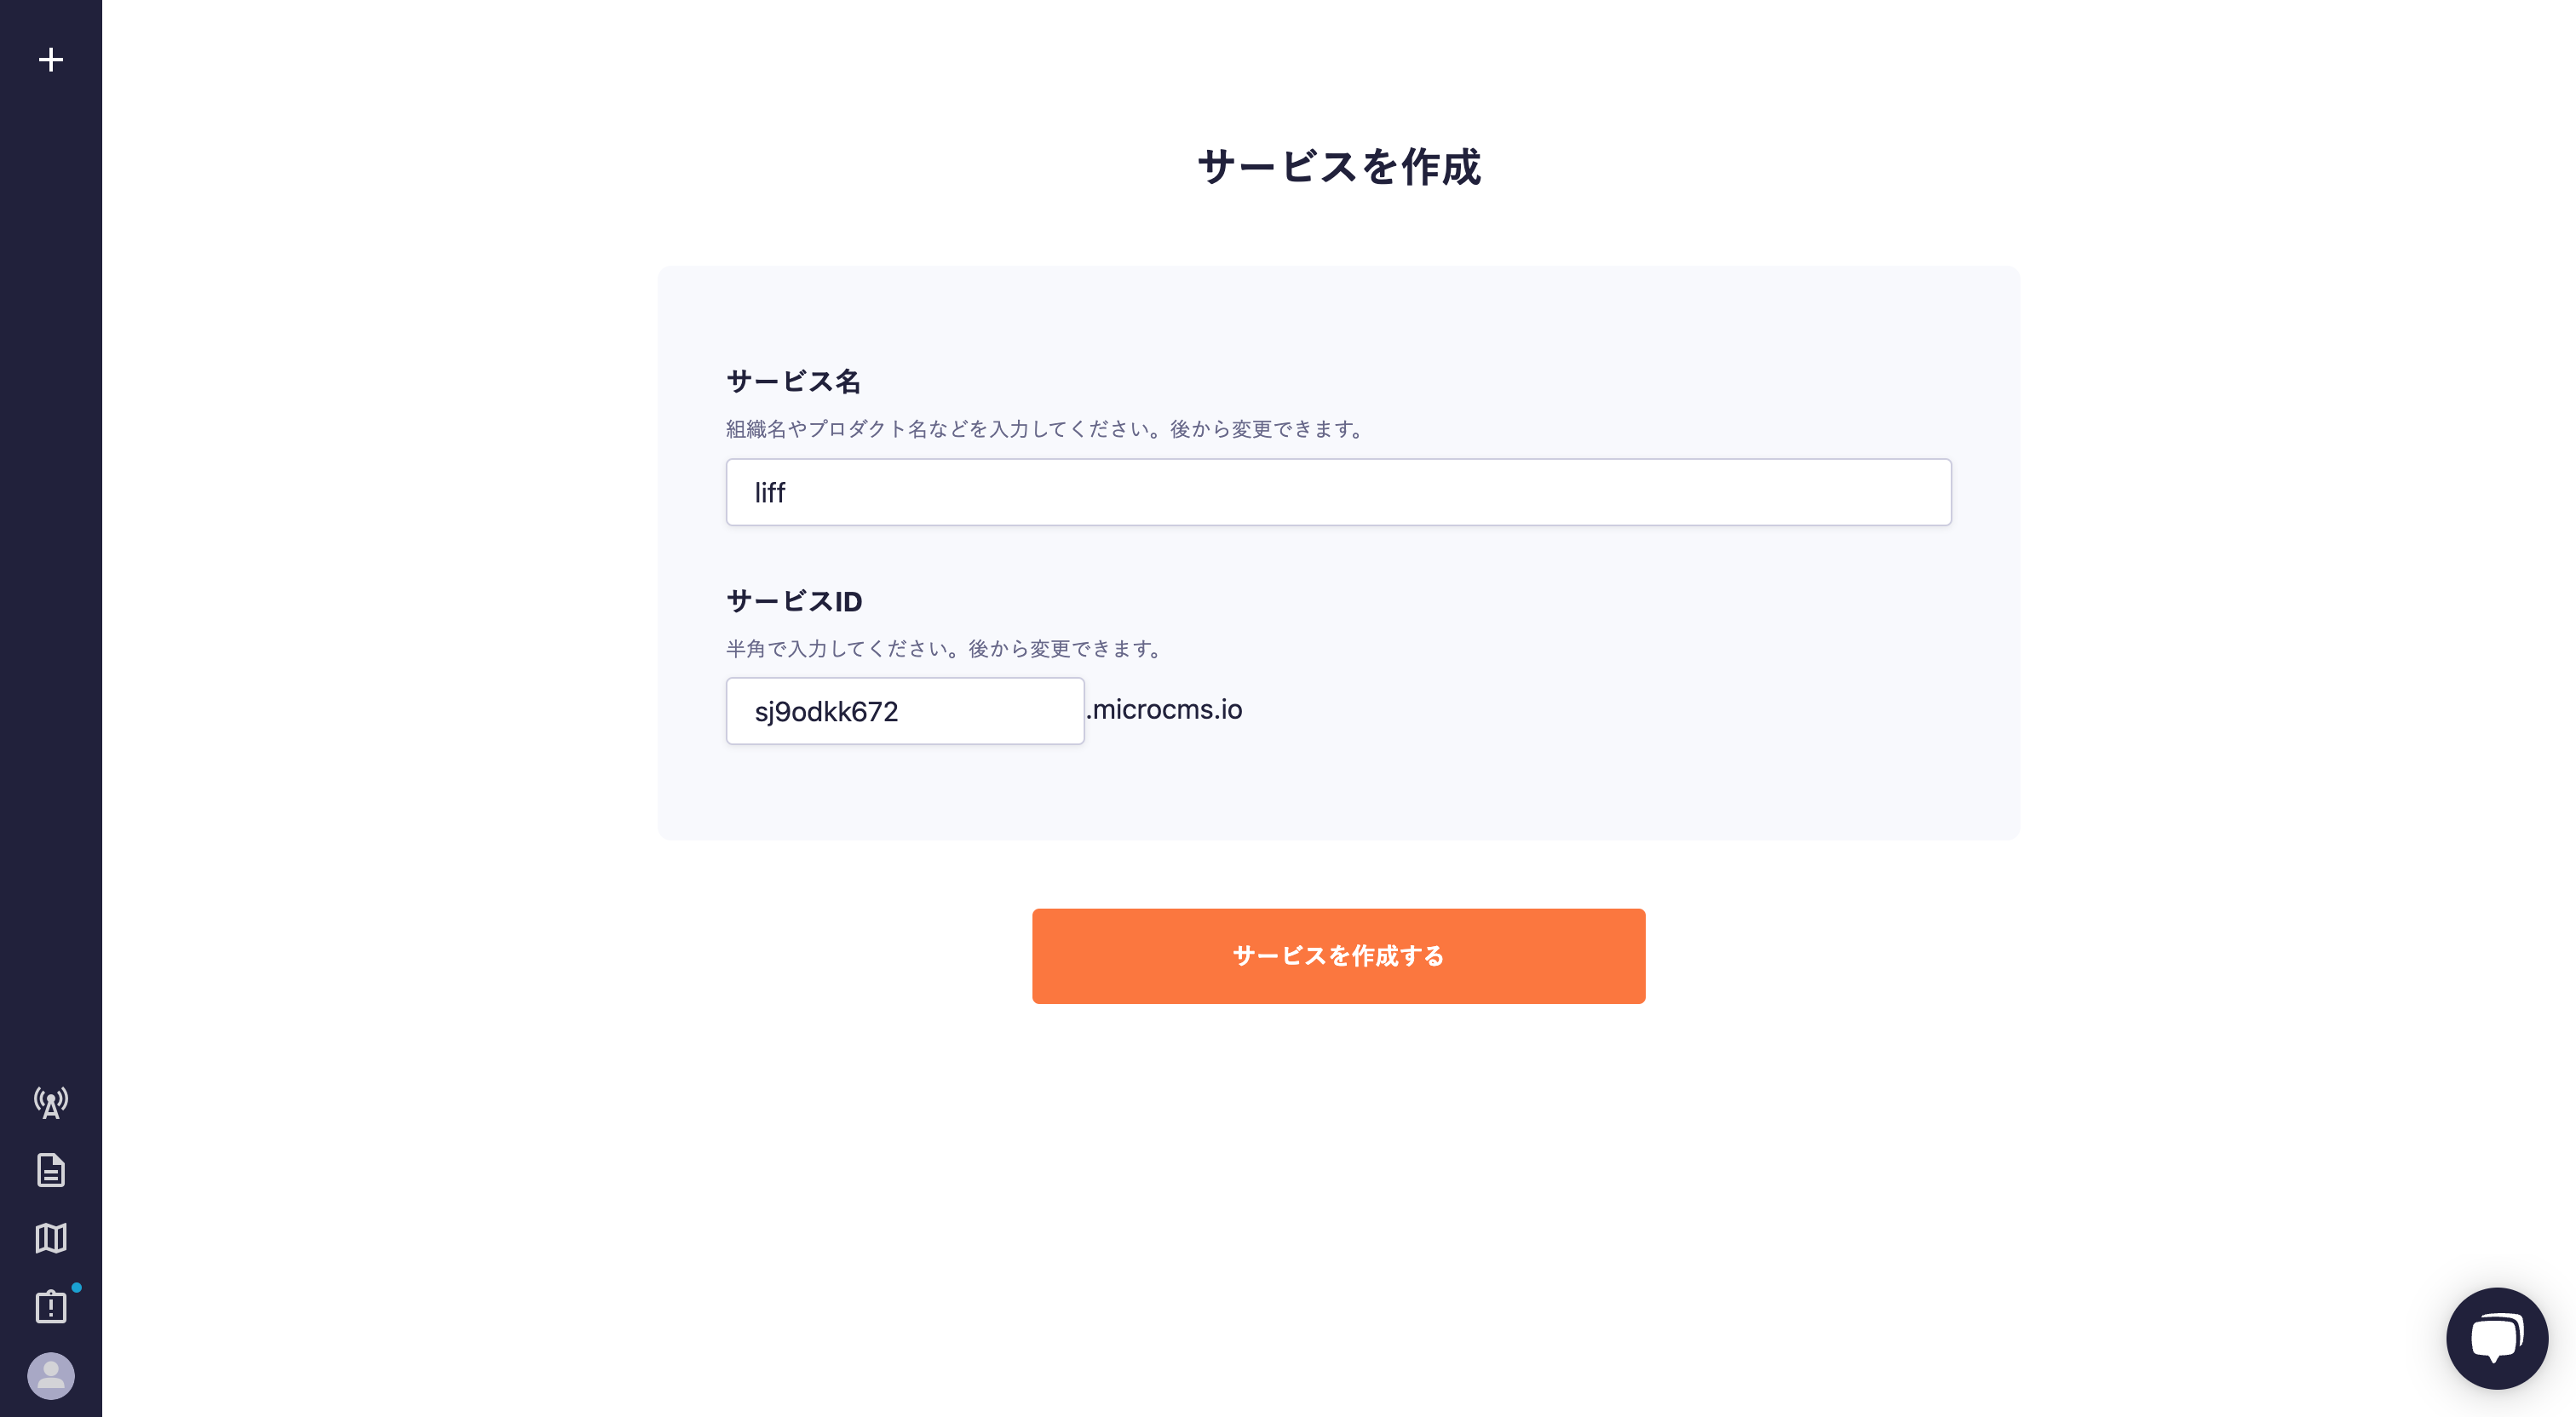 サービスを作成
サービス名
組織名やプロダクト名などを入力してください。後から変更できます。
liff
サービスID
半角で入力してください。後から変更できます。
sj9odkk672 .microcms.io
サービスを作成する